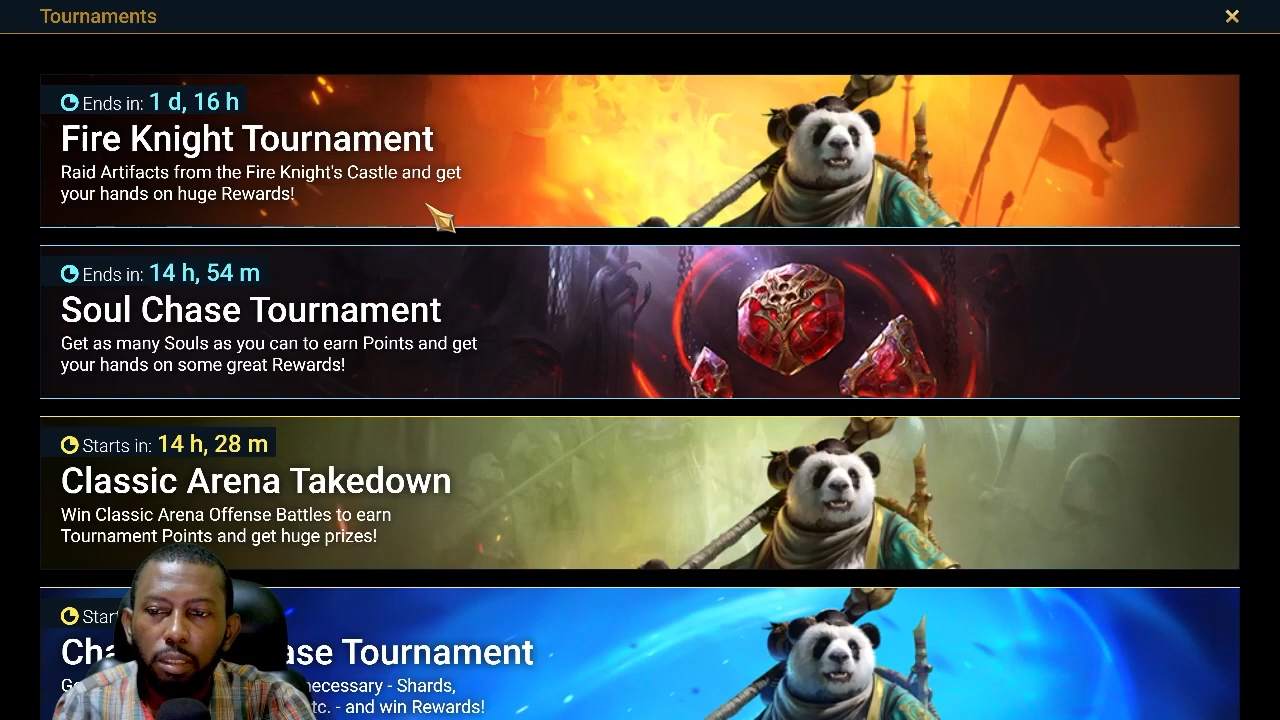 Tournaments
Ends in: 1 d, 16 h
Fire Knight Tournament
Raid Artifacts from the Fire Knight's Castle and get
your hands on huge Rewards!
Ends in: 14 h, 54 m
Soul Chase Tournament
Get as many Souls as you can to earn Points and get
your hands on some great Rewards!
Starts in: 14 h, 28 m
Classic Arena Takedown
Win Classic Arena Offense Battles to earn
Tournament Points and get huge prizes!
Tournament
necessary - Shards,
- and win Rewards!